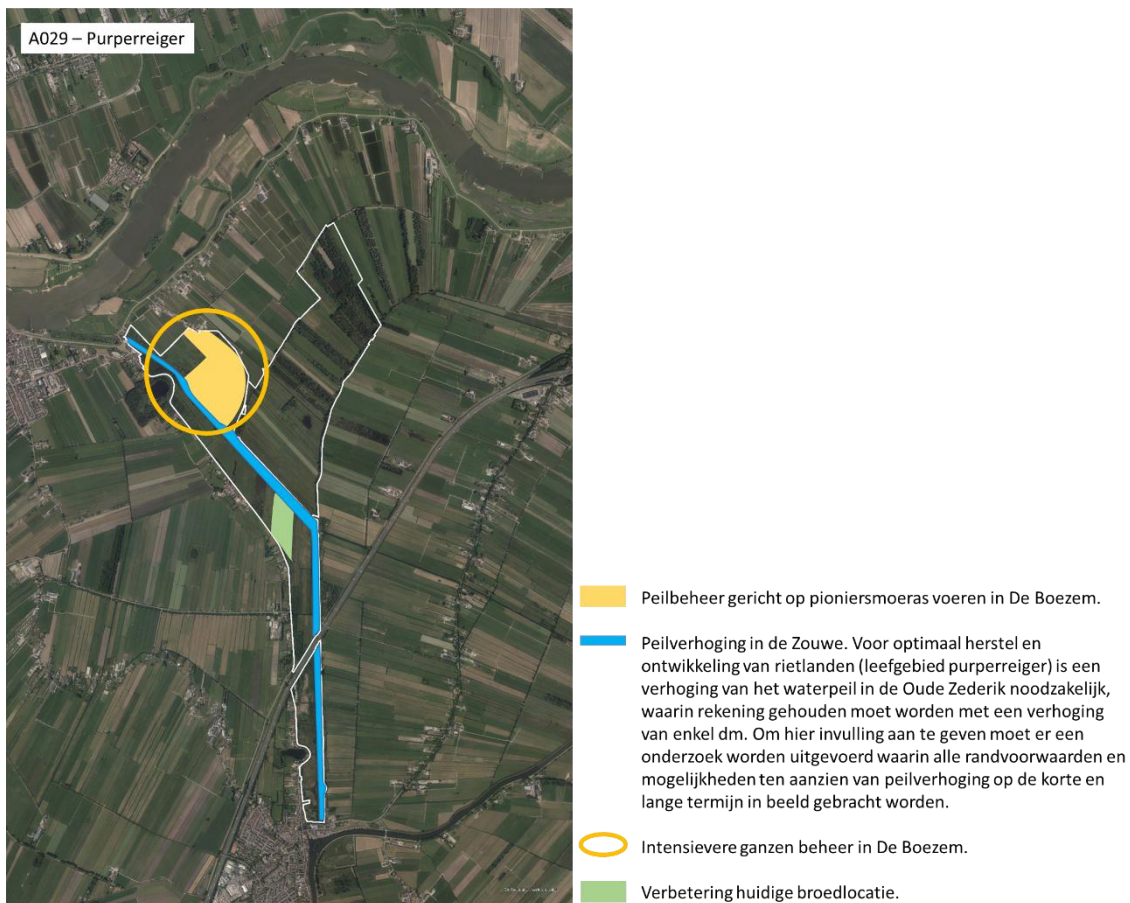 A029 – Purperreiger
Peilbeheer gericht op pioniersmoeras voeren in De Boezem.
Peilverhoging in de Zouwe. Voor optimaal herstel en
ontwikkeling van rietlanden (leefgebied purperreiger) is een
verhoging van het waterpeil in de Oude Zederik noodzakelijk,
waarin rekening gehouden moet worden met een verhoging
van enkel dm. Om hier invulling aan te geven moet er een
onderzoek worden uitgevoerd waarin alle randvoorwaarden en
mogelijkheden ten aanzien van peilverhoging op de korte en
lange termijn in beeld gebracht worden.
Intensievere ganzen beheer in De Boezem.
Verbetering huidige broedlocatie.